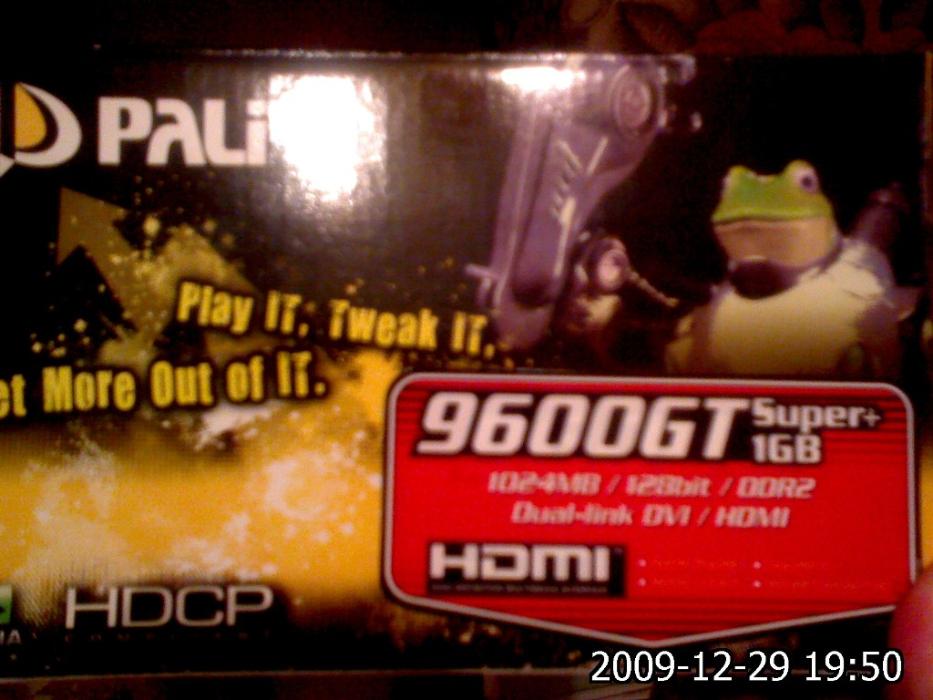 PALi
Play IT, Tweak IT,
et More Out of IT.
9600GT Super+
1GB
1024MB / 128bit / DDR2
Dual-link DVI / HDMI
HDMI
HDCP
IA
2009-12-29 19:50